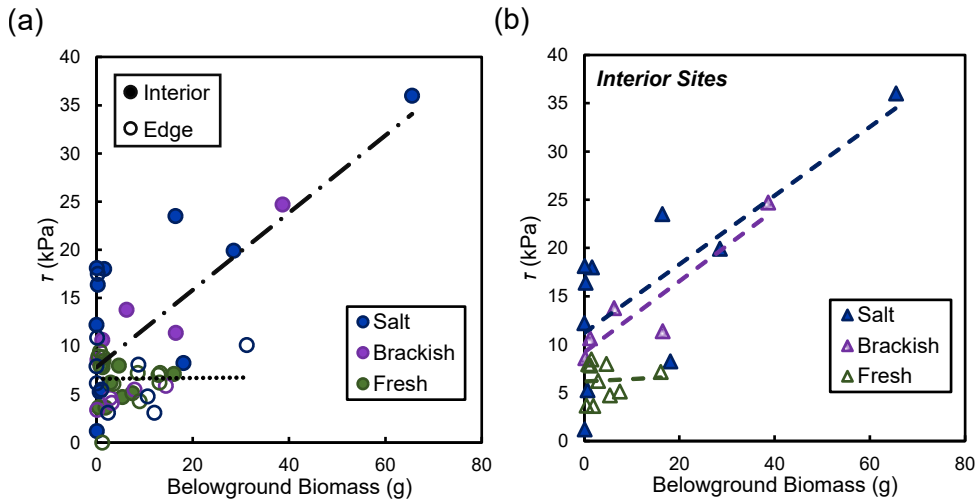 (a)
40
35
30
25
20
15
10
5
0
τ (kPa)
Interior
Edge
Salt
Brackish
Fresh
0 20 40 60 80
Belowground Biomass (g)
(b)
40
35
30
25
20
15
10
5
0
τ (kPa)
Interior Sites
Salt
Brackish
Fresh
0 20 40 60 80
Belowground Biomass (g)